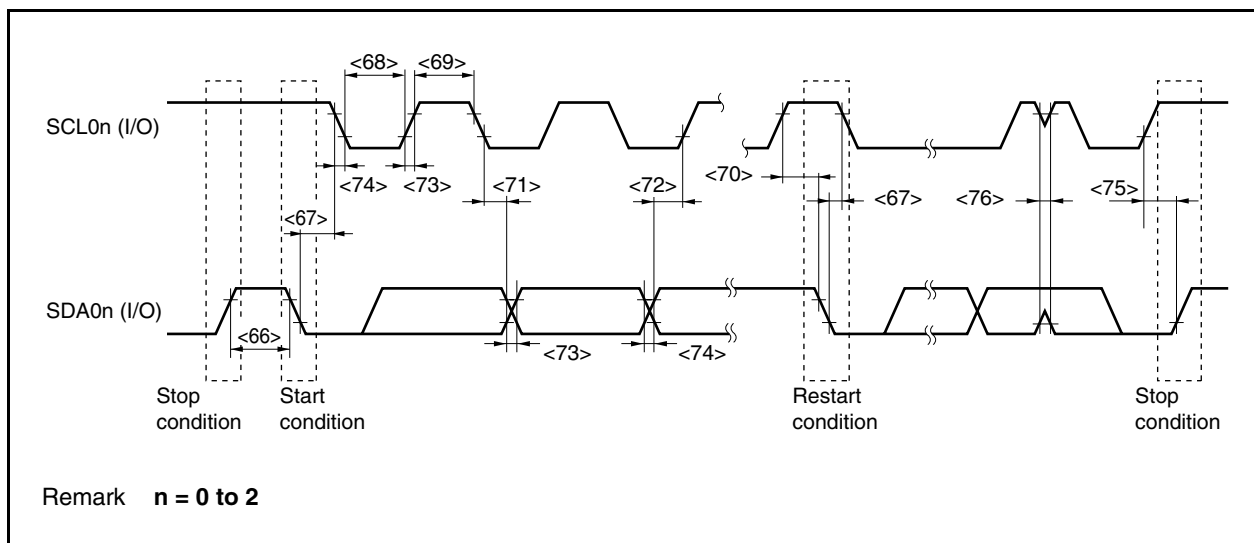 <68> <69>
SCL0n (I/O)
<74> <73> <71> <72> <70> <67> <76> <75>
<67>
SDA0n (I/O)
<66> <73> <74>
Stop condition
Start condition
Restart condition
Stop condition
Remark n = 0 to 2